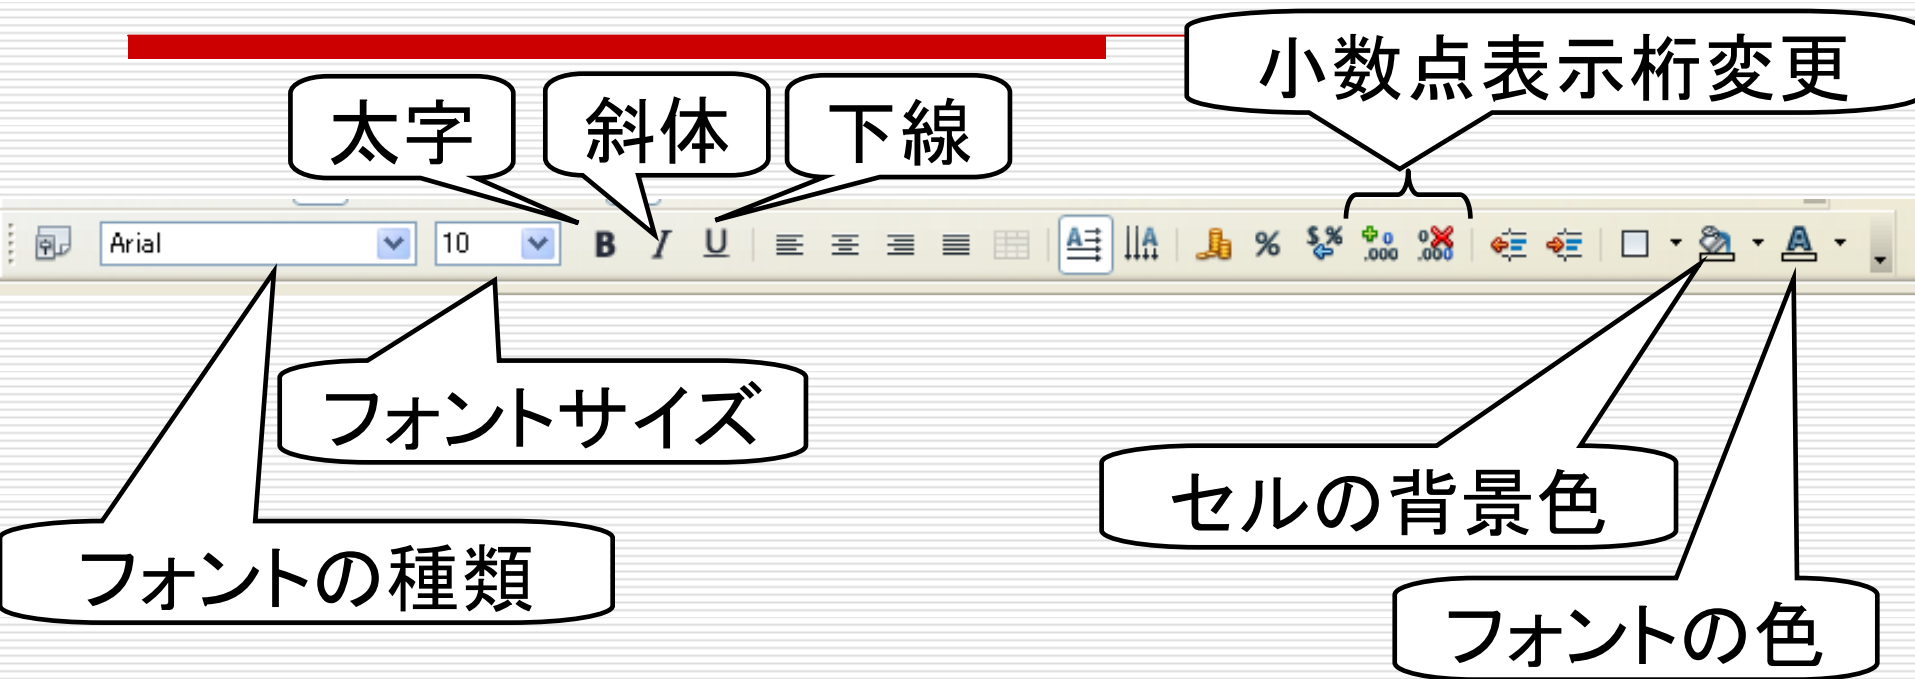 小数点表示桁変更
太字 斜体 下線
Arial 10 B I U A A % $% 0 .000 0 .000 A
フォントサイズ
セルの背景色
フォントの種類
フォントの色